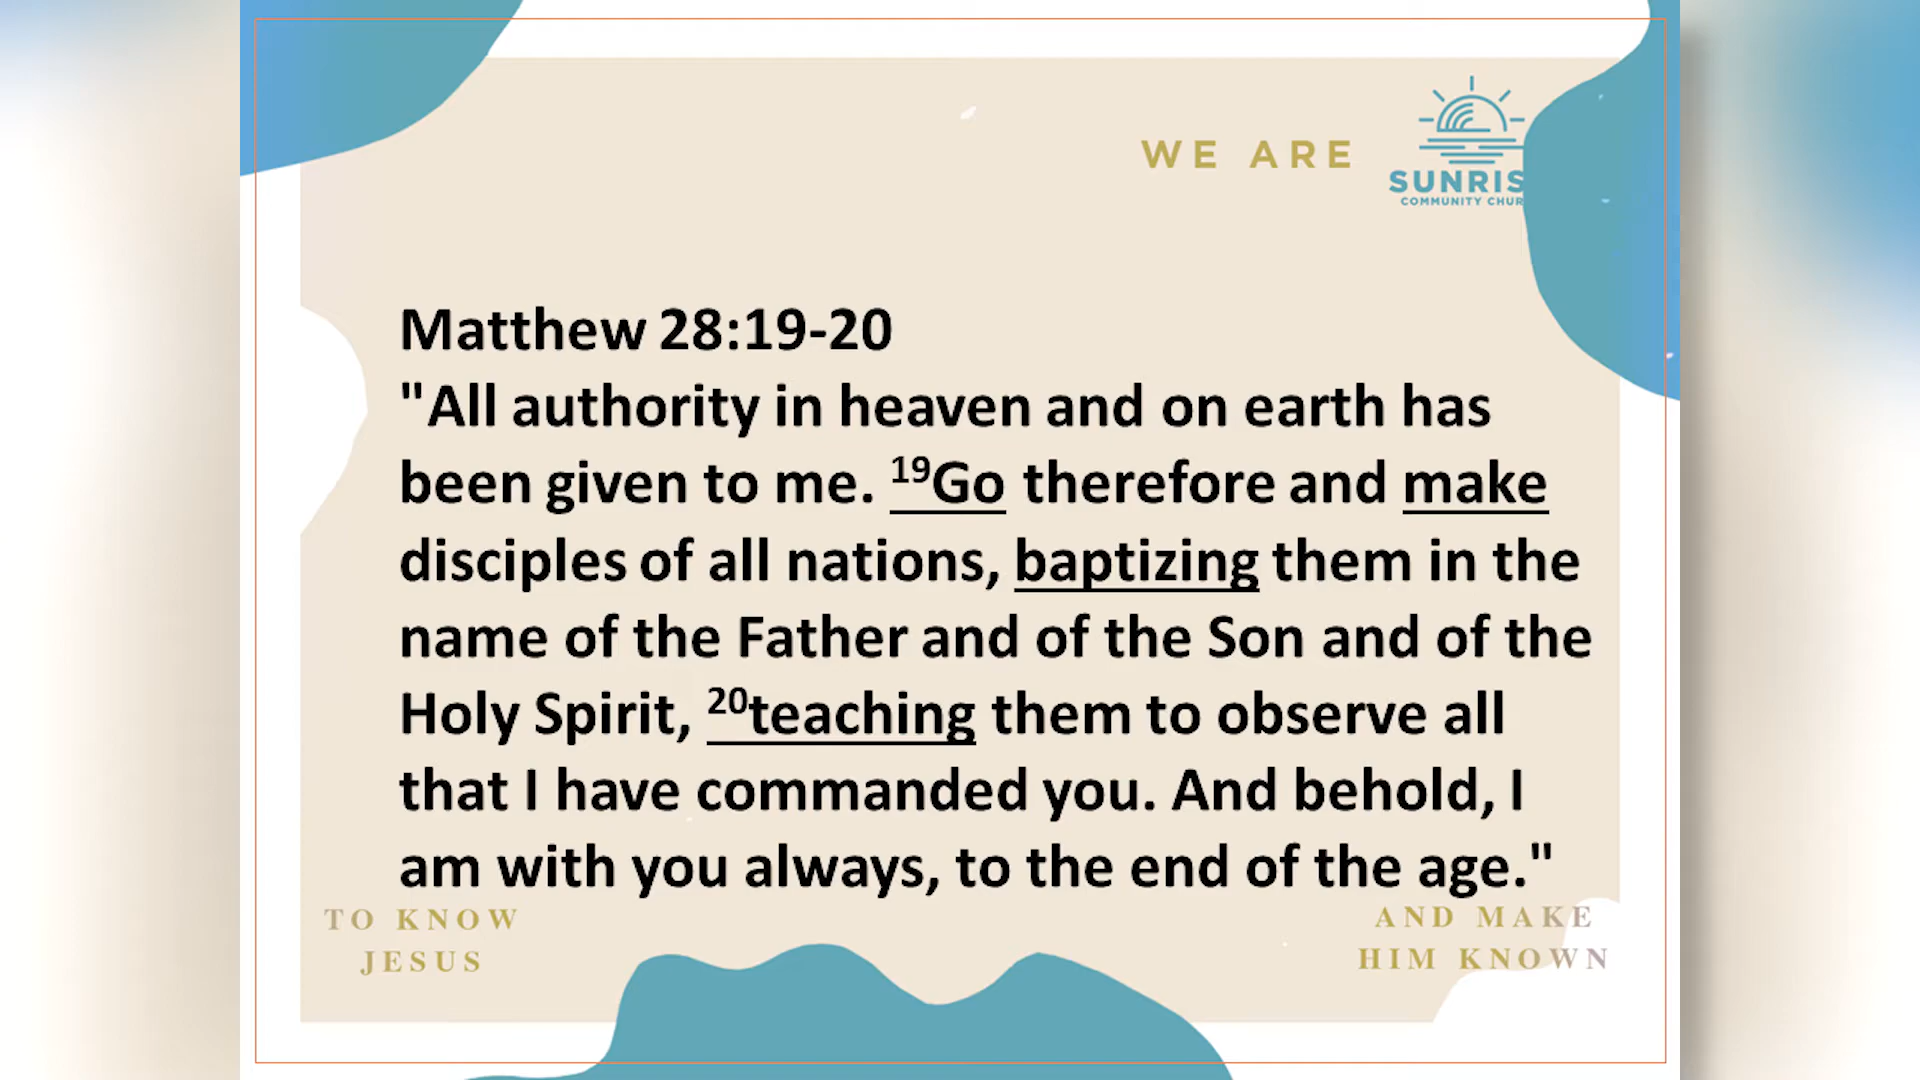 WE ARE
SUNRIS
COMMUNITY CHUR
Matthew 28:19-20
"All authority in heaven and on earth has
been given to me. 19Go therefore and make
disciples of all nations, baptizing them in the
name of the Father and of the Son and of the
Holy Spirit, 20teaching them to observe all
that I have commanded you. And behold, I
am with you always, to the end of the age."
TO KNOW
JESUS
AND MAKE
HIM KNOWN